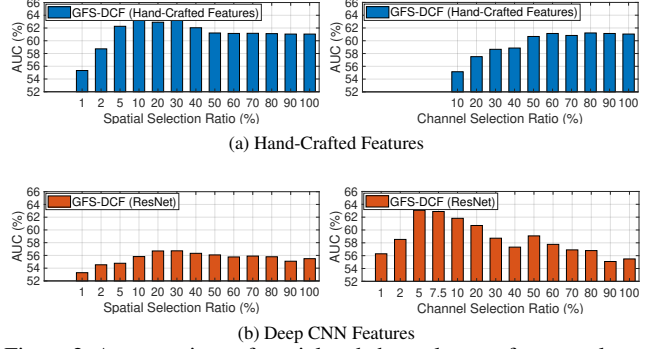 66
64
62
60
58
56
54
52
AUC (%)
GFS-DCF (Hand-Crafted Features)
1 2 5 10 20 30 40 50 60 70 80 90 100
Spatial Selection Ratio (%)
66
64
62
60
58
56
54
52
AUC (%)
GFS-DCF (Hand-Crafted Features)
10 20 30 40 50 60 70 80 90 100
Channel Selection Ratio (%)
(a) Hand-Crafted Features
66
64
62
60
58
56
54
52
AUC (%)
GFS-DCF (ResNet)
1 2 5 10 20 30 40 50 60 70 80 90 100
Spatial Selection Ratio (%)
66
64
62
60
58
56
54
52
AUC (%)
GFS-DCF (ResNet)
1 2 5 7.5 10 20 30 40 50 60 70 80 90 100
Channel Selection Ratio (%)
(b) Deep CNN Features